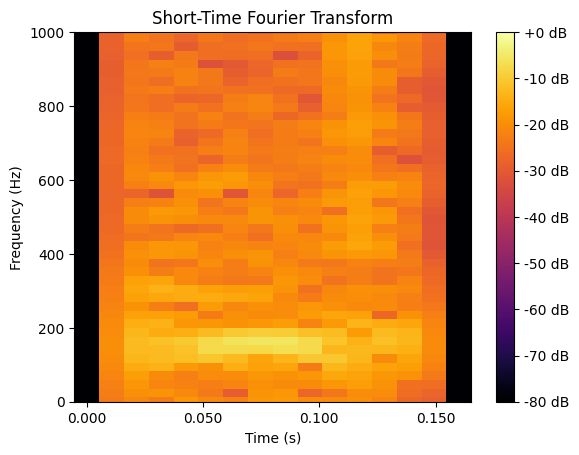 Short-Time Fourier Transform
1000
800
600
400
200
0
Frequency (Hz)
0.000
0.050
0.100
0.150
Time (s)
+0 dB
-10 dB
-20 dB
-30 dB
-40 dB
-50 dB
-60 dB
-70 dB
-80 dB